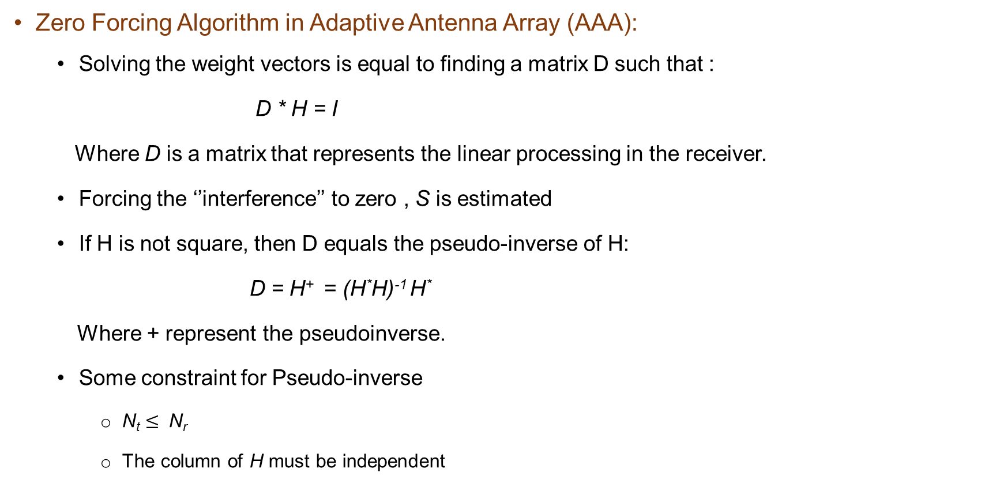 • Zero Forcing Algorithm in Adaptive Antenna Array (AAA):
• Solving the weight vectors is equal to finding a matrix D such that :
D * H = I
Where D is a matrix that represents the linear processing in the receiver.
• Forcing the ‘’interference’’ to zero , S is estimated
• If H is not square, then D equals the pseudo-inverse of H:
D = H⁺ = (H*H)⁻¹ H*
Where + represent the pseudoinverse.
• Some constraint for Pseudo-inverse
○ Nₜ ≤ Nᵣ
○ The column of H must be independent